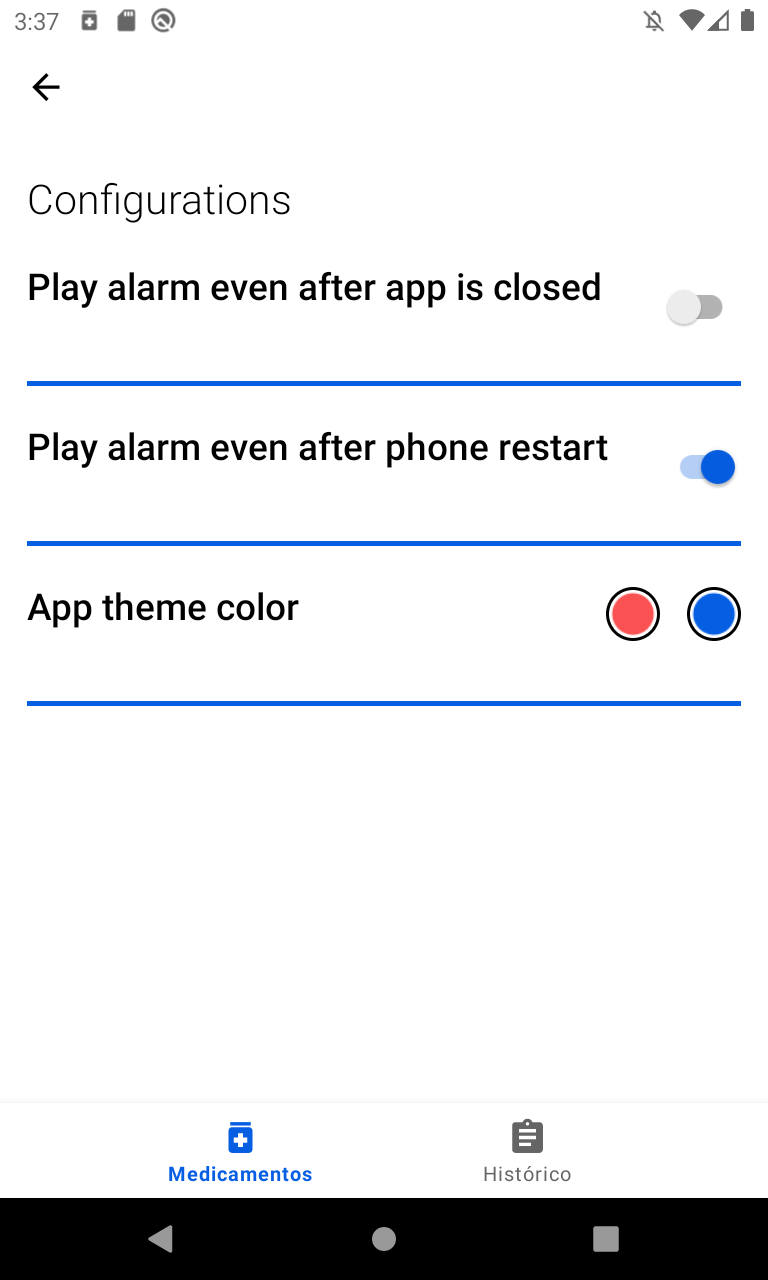 3:37
Configurations
Play alarm even after app is closed
Play alarm even after phone restart
App theme color
Medicamentos
Histórico